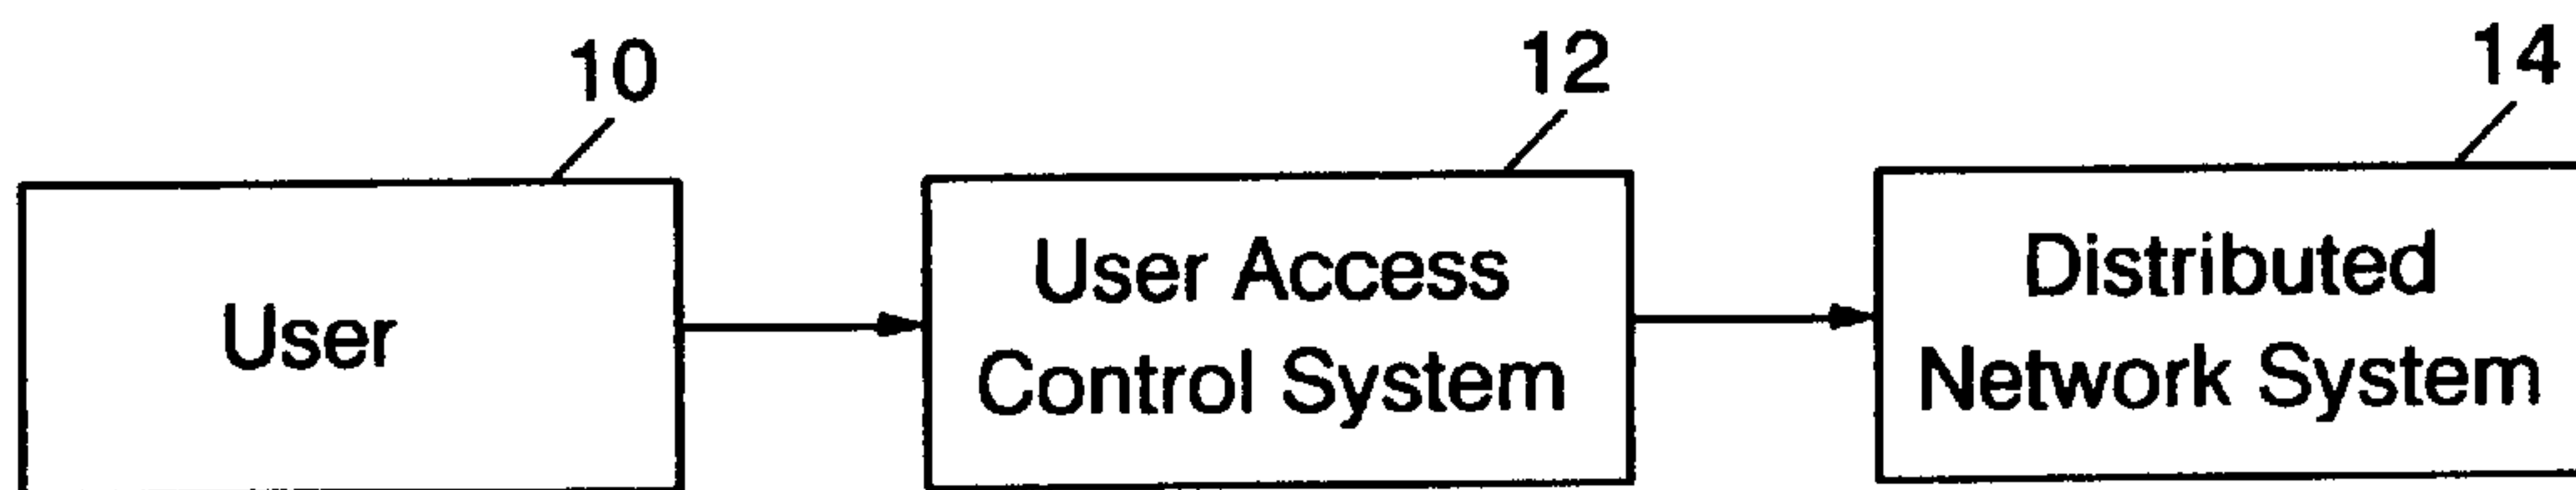 10
12
14
User
User Access
Control System
Distributed
Network System